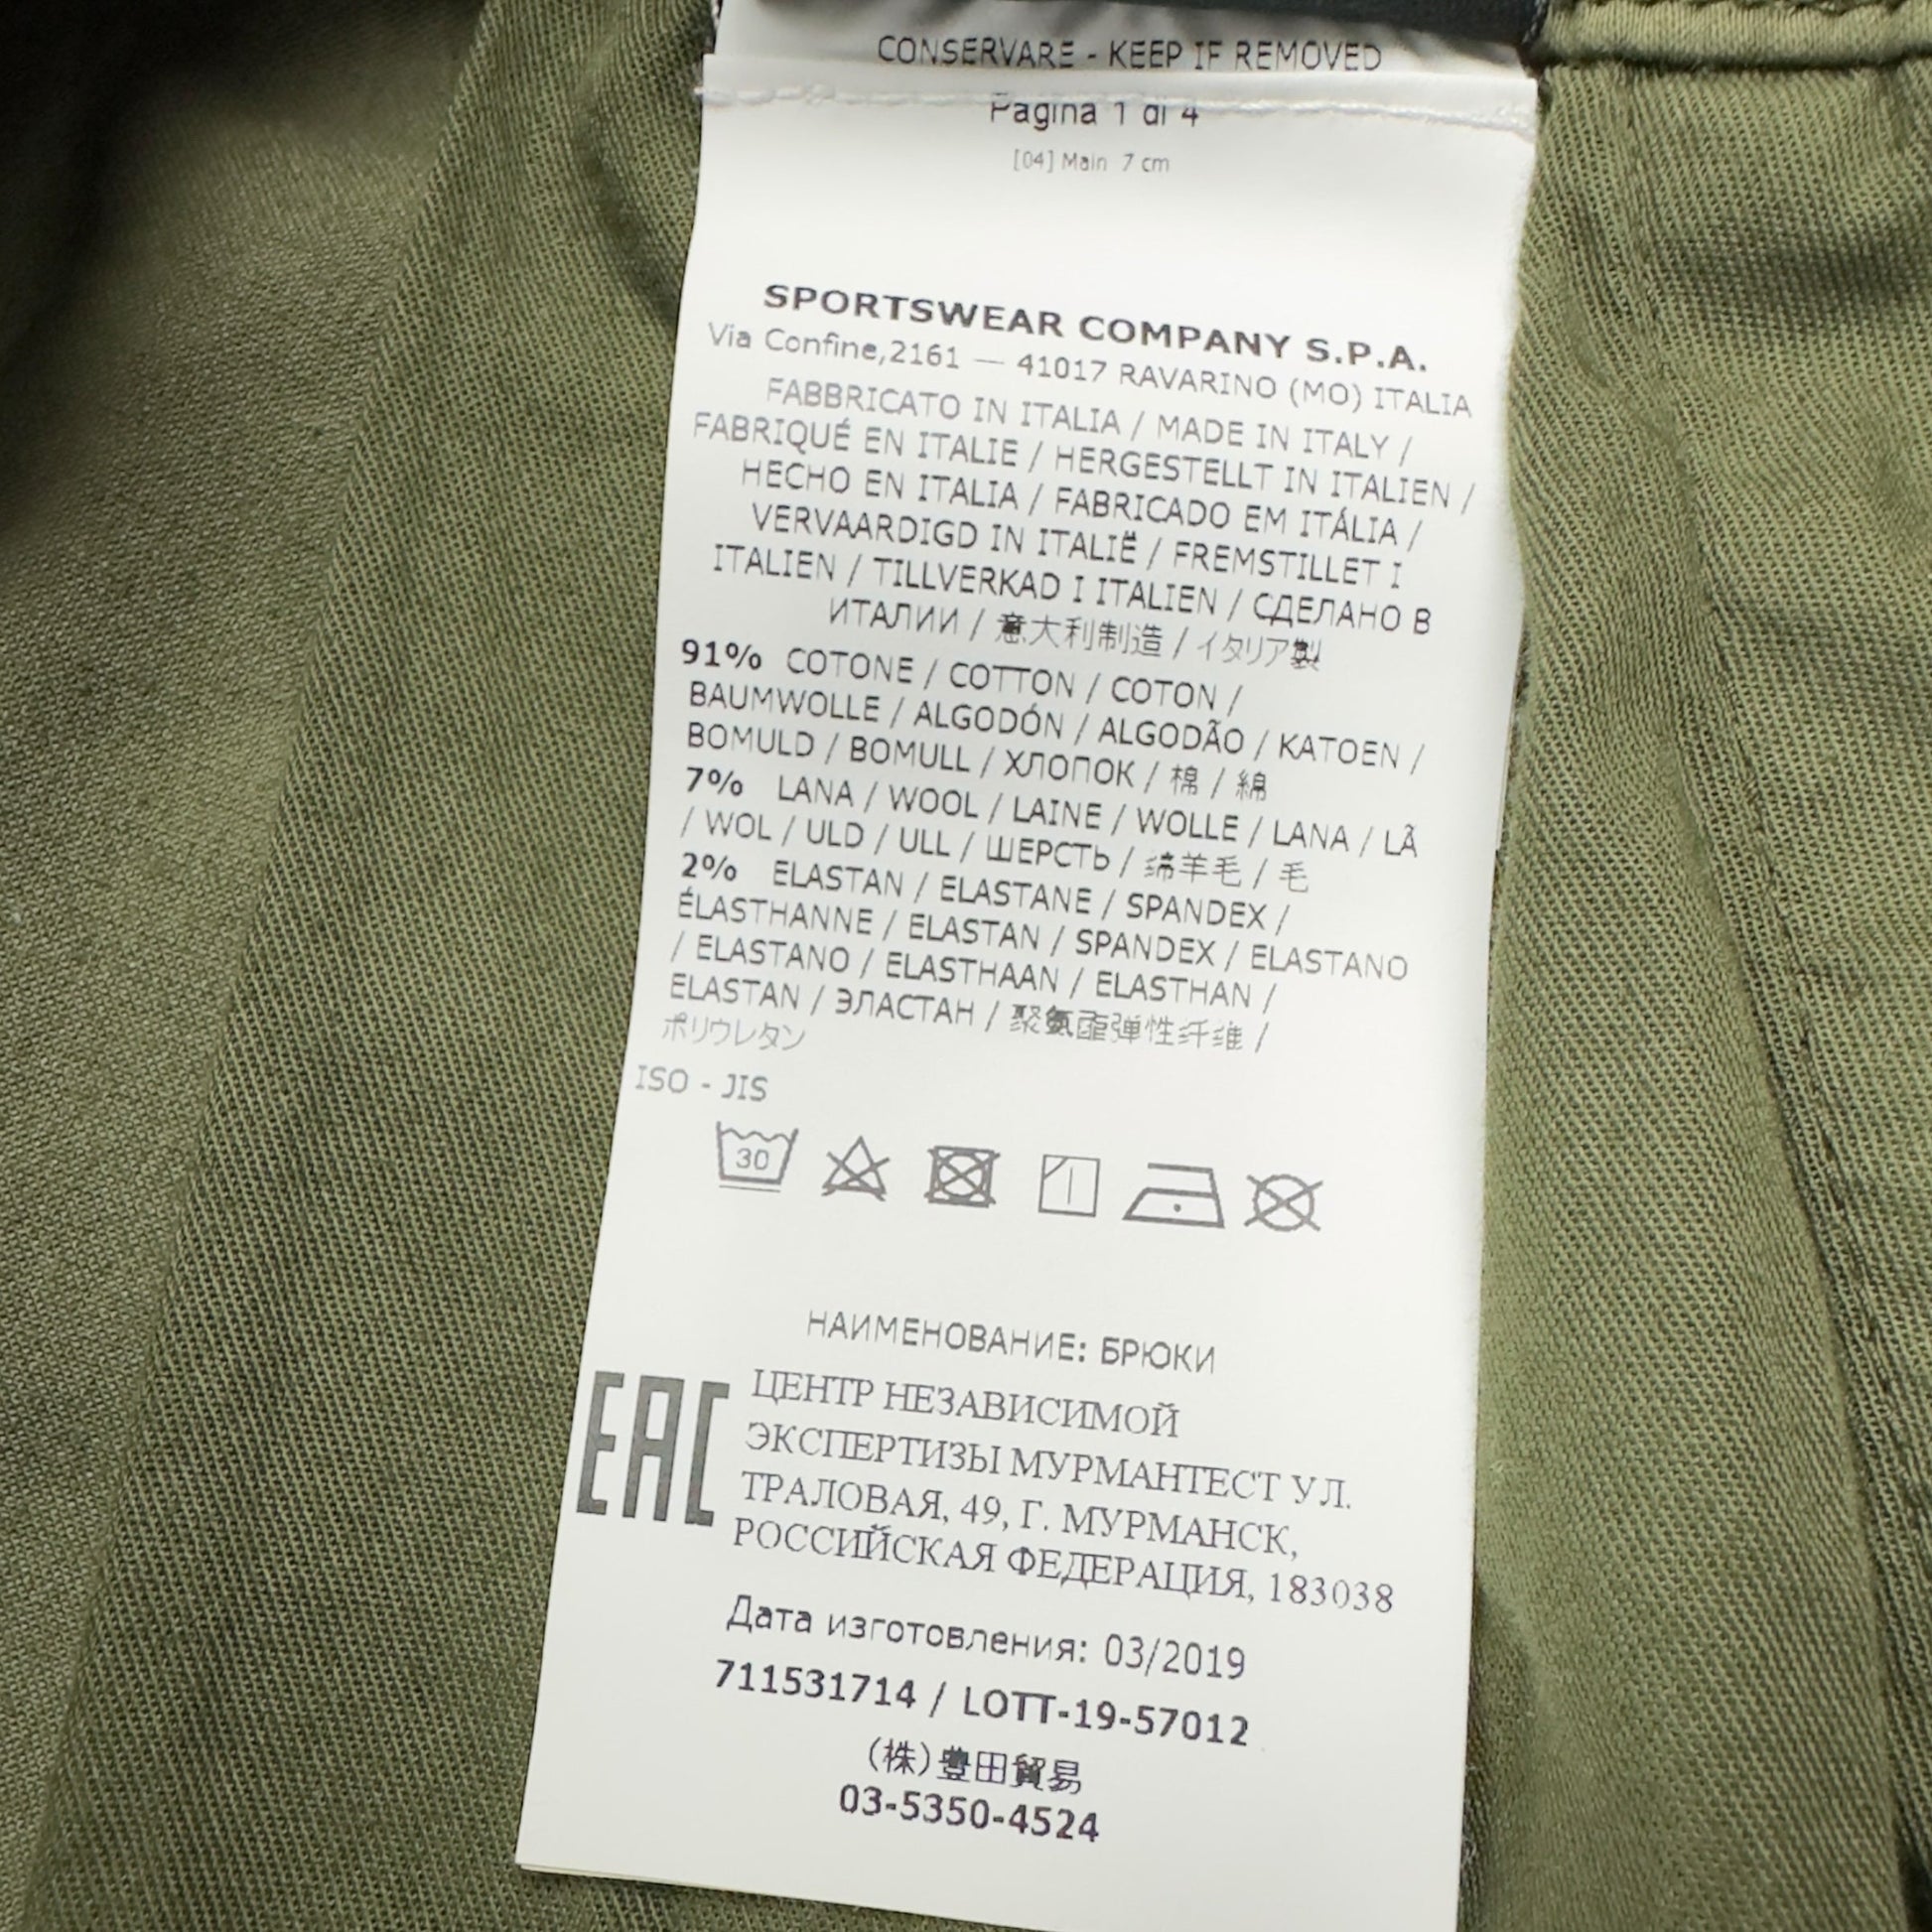 CONSERVARE - KEEP IF REMOVED
Pagina 1 di 4
[04] Main 7 cm
SPORTSWEAR COMPANY S.P.A.
Via Confine,2161 — 41017 RAVARINO (MO) ITALIA
FABBRICATO IN ITALIA / MADE IN ITALY /
FABRIQUÉ EN ITALIE / HERGESTELLT IN ITALIEN /
HECHO EN ITALIA / FABRICADO EM ITÁLIA /
VERVAARDIGD IN ITALIË / FREMSTILLET I
ITALIEN / TILLVERKAD I ITALIEN / СДЕЛАНО В
ИТАЛИИ / 意大利制造 / イタリア製
91% COTONE / COTTON / COTON /
BAUMWOLLE / ALGODÓN / ALGODÃO / KATOEN /
BOMULD / BOMULL / ХЛОПОК / 棉 / 綿
7% LANA / WOOL / LAINE / WOLLE / LANA / LÃ
/ WOL / ULD / ULL / ШЕРСТЬ / 绵羊毛 / 毛
2% ELASTAN / ELASTANE / SPANDEX /
ÉLASTHANNE / ELASTAN / SPANDEX / ELASTANO
/ ELASTANO / ELASTHAAN / ELASTHAN /
ELASTAN / ЭЛАСТАН / 聚氨酯弹性纤维 /
ポリウレタン
ISO - JIS
30
НАИМЕНОВАНИЕ: БРЮКИ
EAC
ЦЕНТР НЕЗАВИСИМОЙ
ЭКСПЕРТИЗЫ МУРМАНТЕСТ УЛ.
ТРАЛОВАЯ, 49, Г. МУРМАНСК,
РОССИЙСКАЯ ФЕДЕРАЦИЯ, 183038
Дата изготовления: 03/2019
711531714 / LOTT-19-57012
(株)豊田貿易
03-5350-4524